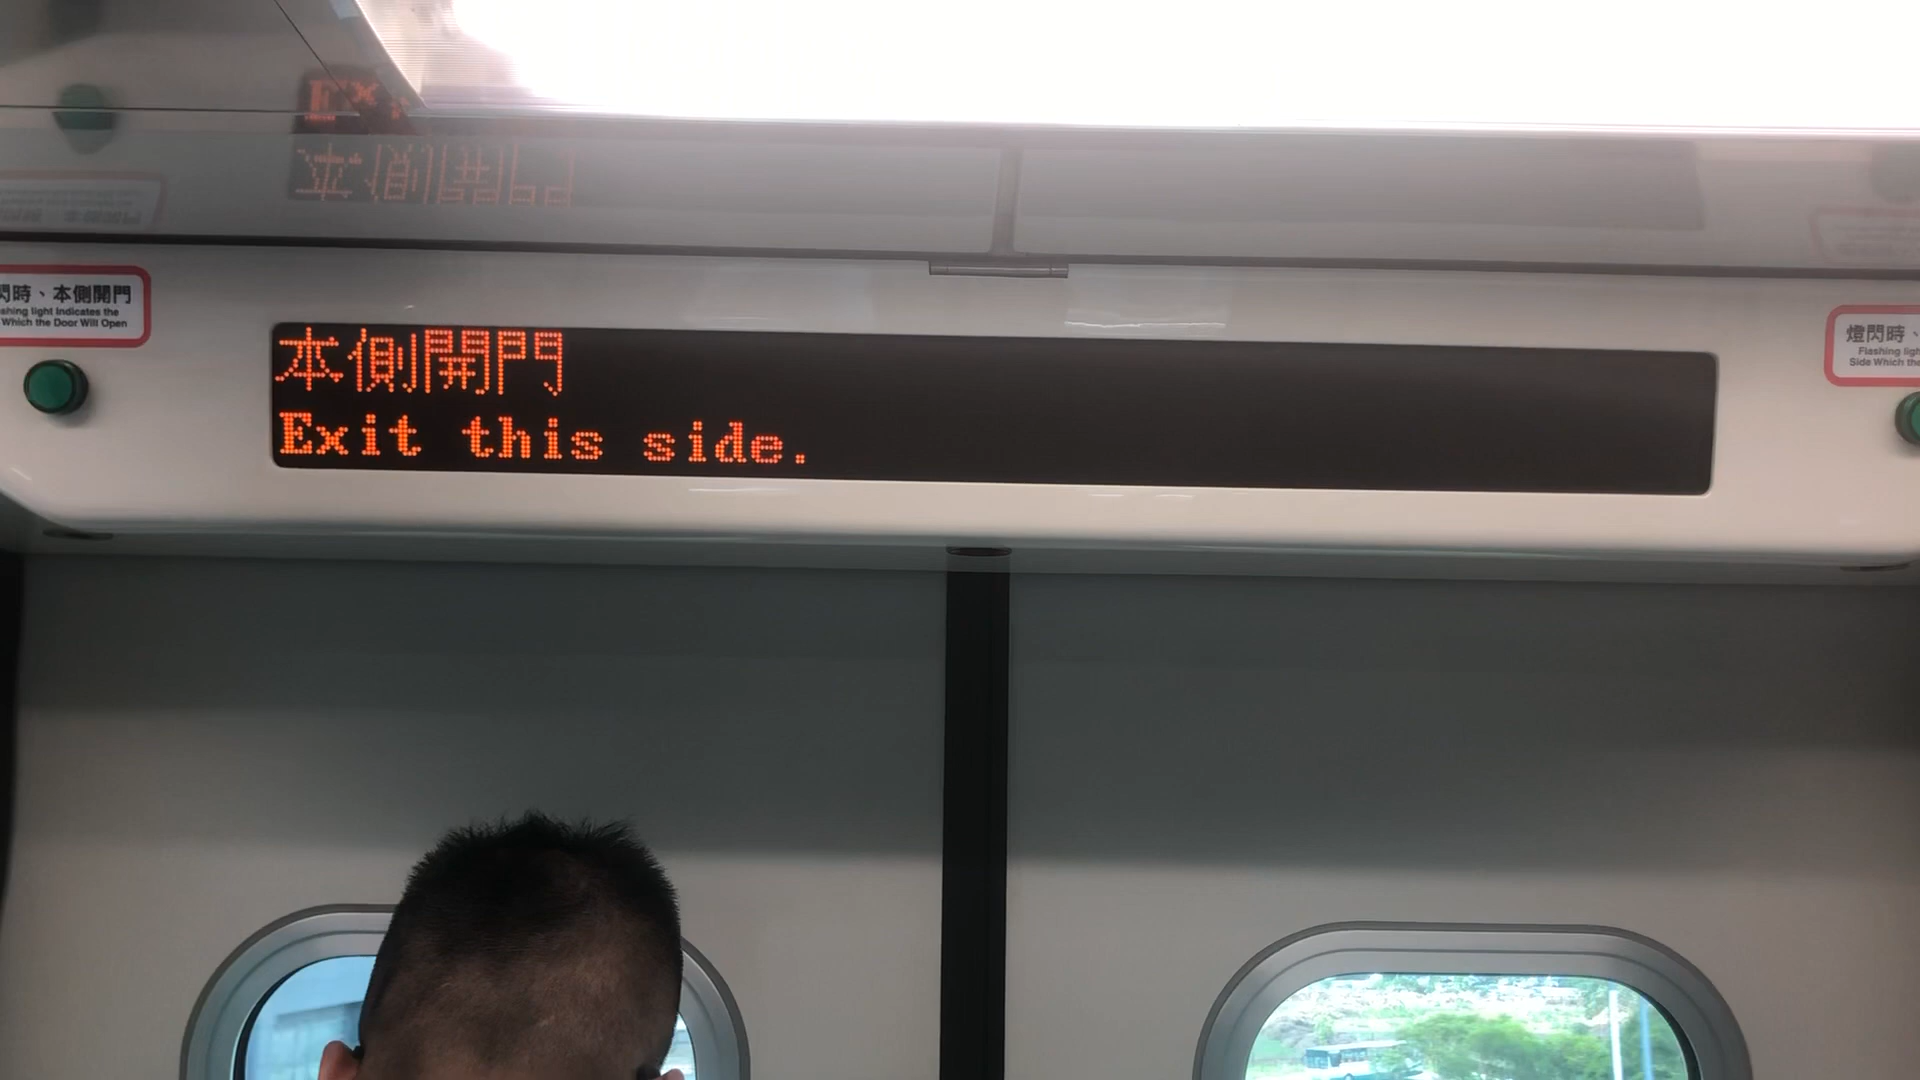 閃時、本側開門
shing light Indicates the
Which the Door Will Open
本側開門
Exit this side.
燈閃時、
Flashing ligh
Side Which the